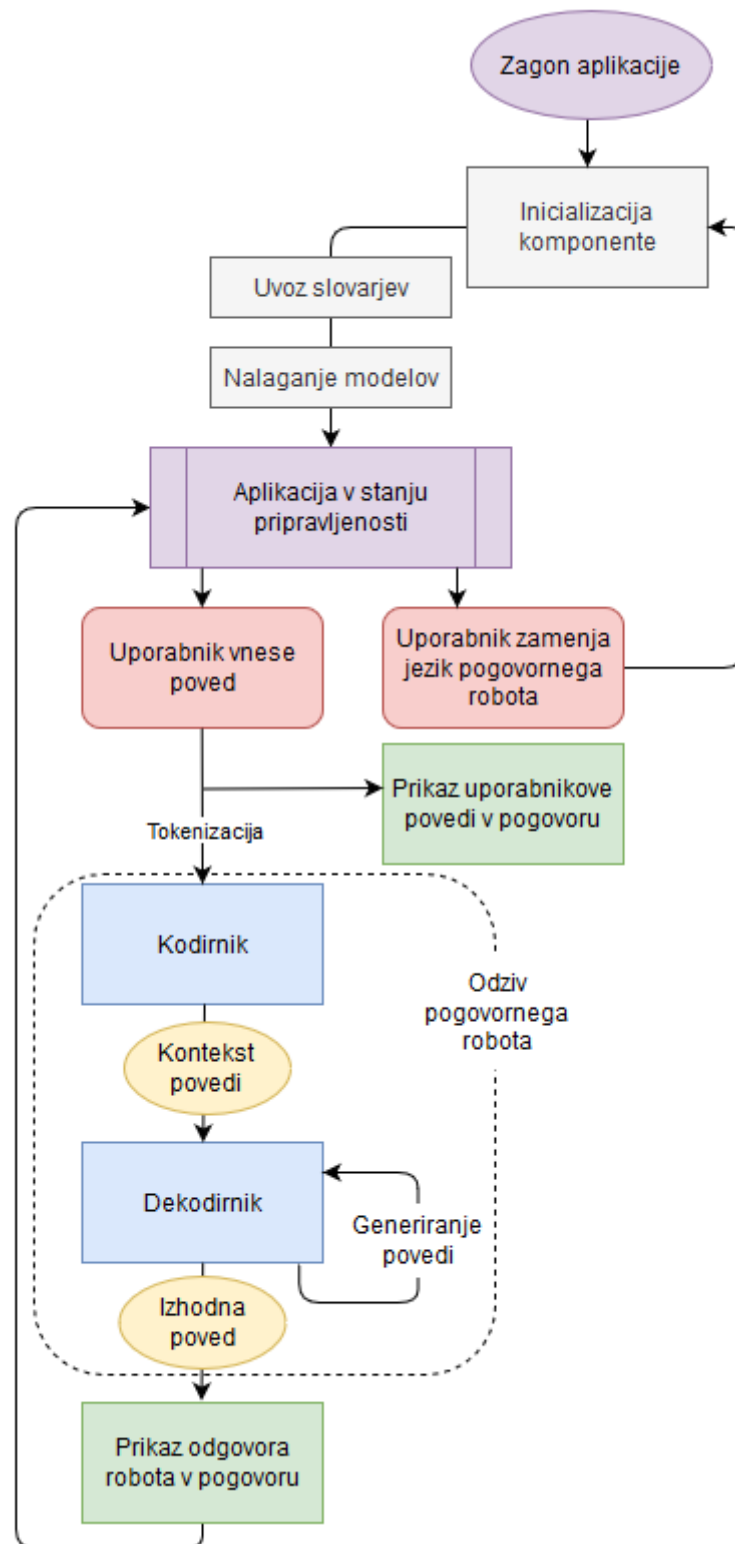 Zagon aplikacije
Inicializacija
komponente
Uvoz slovarjev
Nalaganje modelov
Aplikacija v stanju
pripravljenosti
Uporabnik vnese
poved
Uporabnik zamenja
jezik pogovornega
robota
Prikaz uporabnikove
povedi v pogovoru
Tokenizacija
Kodirnik
Odziv
pogovornega
robota
Kontekst
povedi
Dekodirnik
Generiranje
povedi
Izhodna
poved
Prikaz odgovora
robota v pogovoru